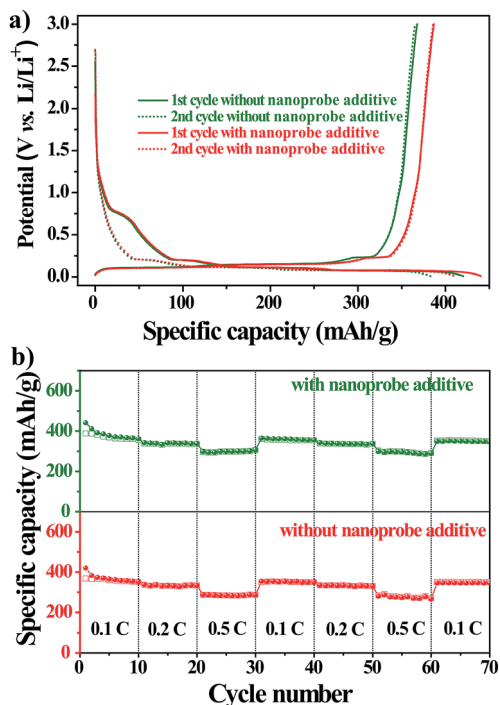 a)
Potential (V vs. Li/Li+)
3.0
2.5
2.0
1.5
1.0
0.5
0.0
1st cycle without nanoprobe additive
2nd cycle without nanoprobe additive
1st cycle with nanoprobe additive
2nd cycle with nanoprobe additive
0 100 200 300 400
Specific capacity (mAh/g)
b)
Specific capacity (mAh/g)
600
400
200
0
with nanoprobe additive
600
400
200
0
without nanoprobe additive
0.1 C 0.2 C 0.5 C 0.1 C 0.2 C 0.5 C 0.1 C
0 10 20 30 40 50 60 70
Cycle number